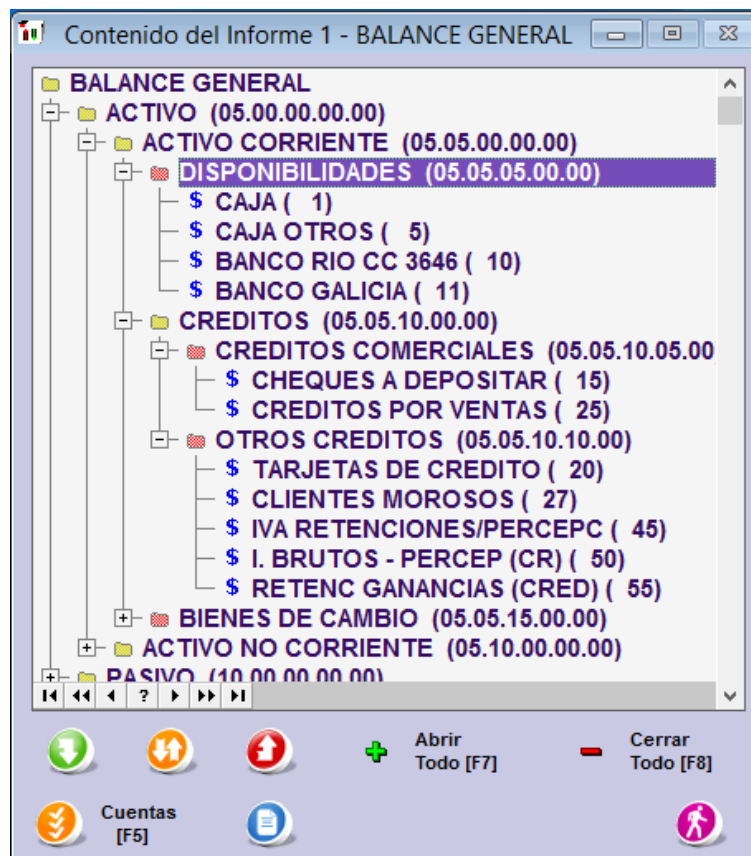 Contenido del Informe 1 - BALANCE GENERAL
BALANCE GENERAL
ACTIVO (05.00.00.00.00)
ACTIVO CORRIENTE (05.05.00.00.00)
DISPONIBILIDADES (05.05.05.00.00)
$ CAJA ( 1)
$ CAJA OTROS ( 5)
$ BANCO RIO CC 3646 ( 10)
$ BANCO GALICIA ( 11)
CREDITOS (05.05.10.00.00)
CREDITOS COMERCIALES (05.05.10.05.00
$ CHEQUES A DEPOSITAR ( 15)
$ CREDITOS POR VENTAS ( 25)
OTROS CREDITOS (05.05.10.10.00)
$ TARJETAS DE CREDITO ( 20)
$ CLIENTES MOROSOS ( 27)
$ IVA RETENCIONES/PERCEPC ( 45)
$ I. BRUTOS - PERCEP (CR) ( 50)
$ RETENC GANANCIAS (CRED) ( 55)
BIENES DE CAMBIO (05.05.15.00.00)
ACTIVO NO CORRIENTE (05.10.00.00.00)
PASIVO (10.00.00.00.00)
?
Abrir
Todo [F7]
Cerrar
Todo [F8]
Cuentas
[F5]